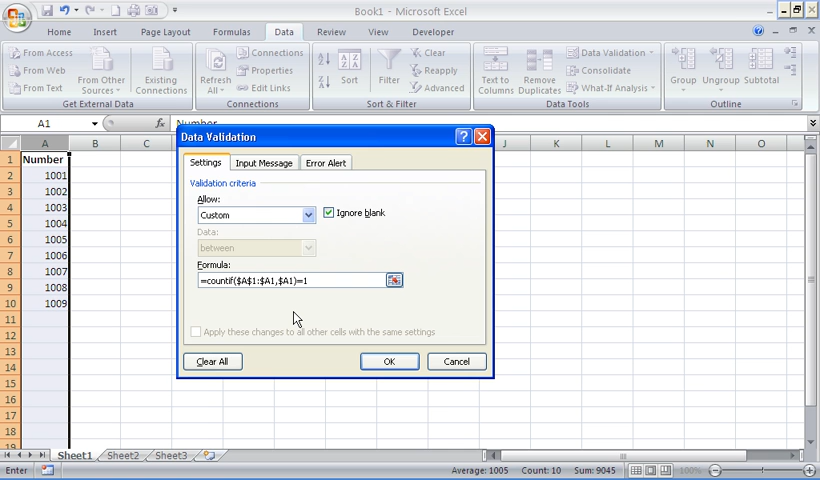 Book1 - Microsoft Excel
Home Insert Page Layout Formulas Data Review View Developer
From Access
From Web
From Text
From Other Sources
Existing Connections
Get External Data
Refresh All
Connections
Properties
Edit Links
Connections
Sort
Filter
Clear
Reapply
Advanced
Sort & Filter
Text to Columns
Remove Duplicates
Data Validation
Consolidate
What-If Analysis
Data Tools
Group
Ungroup
Subtotal
Outline
A1 fx Number
A B C J K L M N O
1 Number
2 1001
3 1002
4 1003
5 1004
6 1005
7 1006
8 1007
9 1008
10 1009
11
12
13
14
15
16
17
18
19
Data Validation
Settings Input Message Error Alert
Validation criteria
Allow:
Custom Ignore blank
Data:
between
Formula:
=countif($A$1:$A1,$A1)=1
Apply these changes to all other cells with the same settings
Clear All OK Cancel
Sheet1 Sheet2 Sheet3
Enter Average: 1005 Count: 10 Sum: 9045 100%